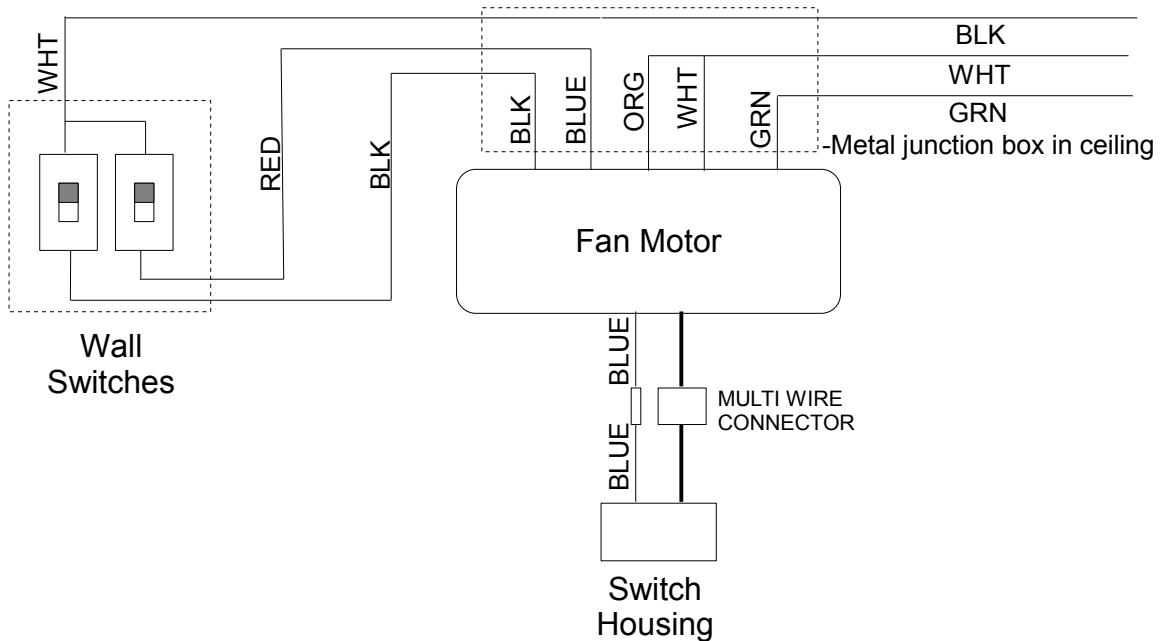 WHT
BLK
WHT
GRN
-Metal junction box in ceiling
RED
BLK
BLK
BLUE
ORG
WHT
GRN
Fan Motor
Wall
Switches
BLUE
BLUE
MULTI WIRE
CONNECTOR
Switch
Housing